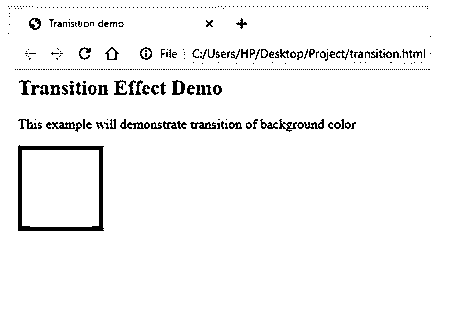 Transition demo
File C:/Users/HP/Desktop/Project/transition.html
Transition Effect Demo
This example will demonstrate transition of background color